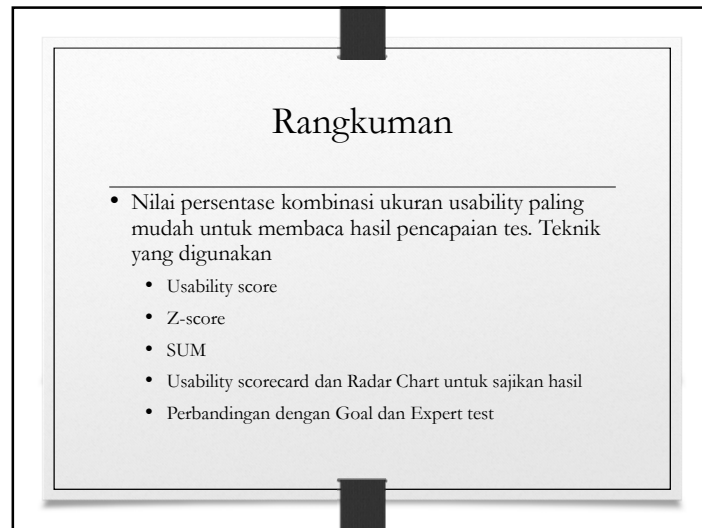 Rangkuman
• Nilai persentase kombinasi ukuran usability paling
mudah untuk membaca hasil pencapaian tes. Teknik
yang digunakan
• Usability score
• Z-score
• SUM
• Usability scorecard dan Radar Chart untuk sajikan hasil
• Perbandingan dengan Goal dan Expert test